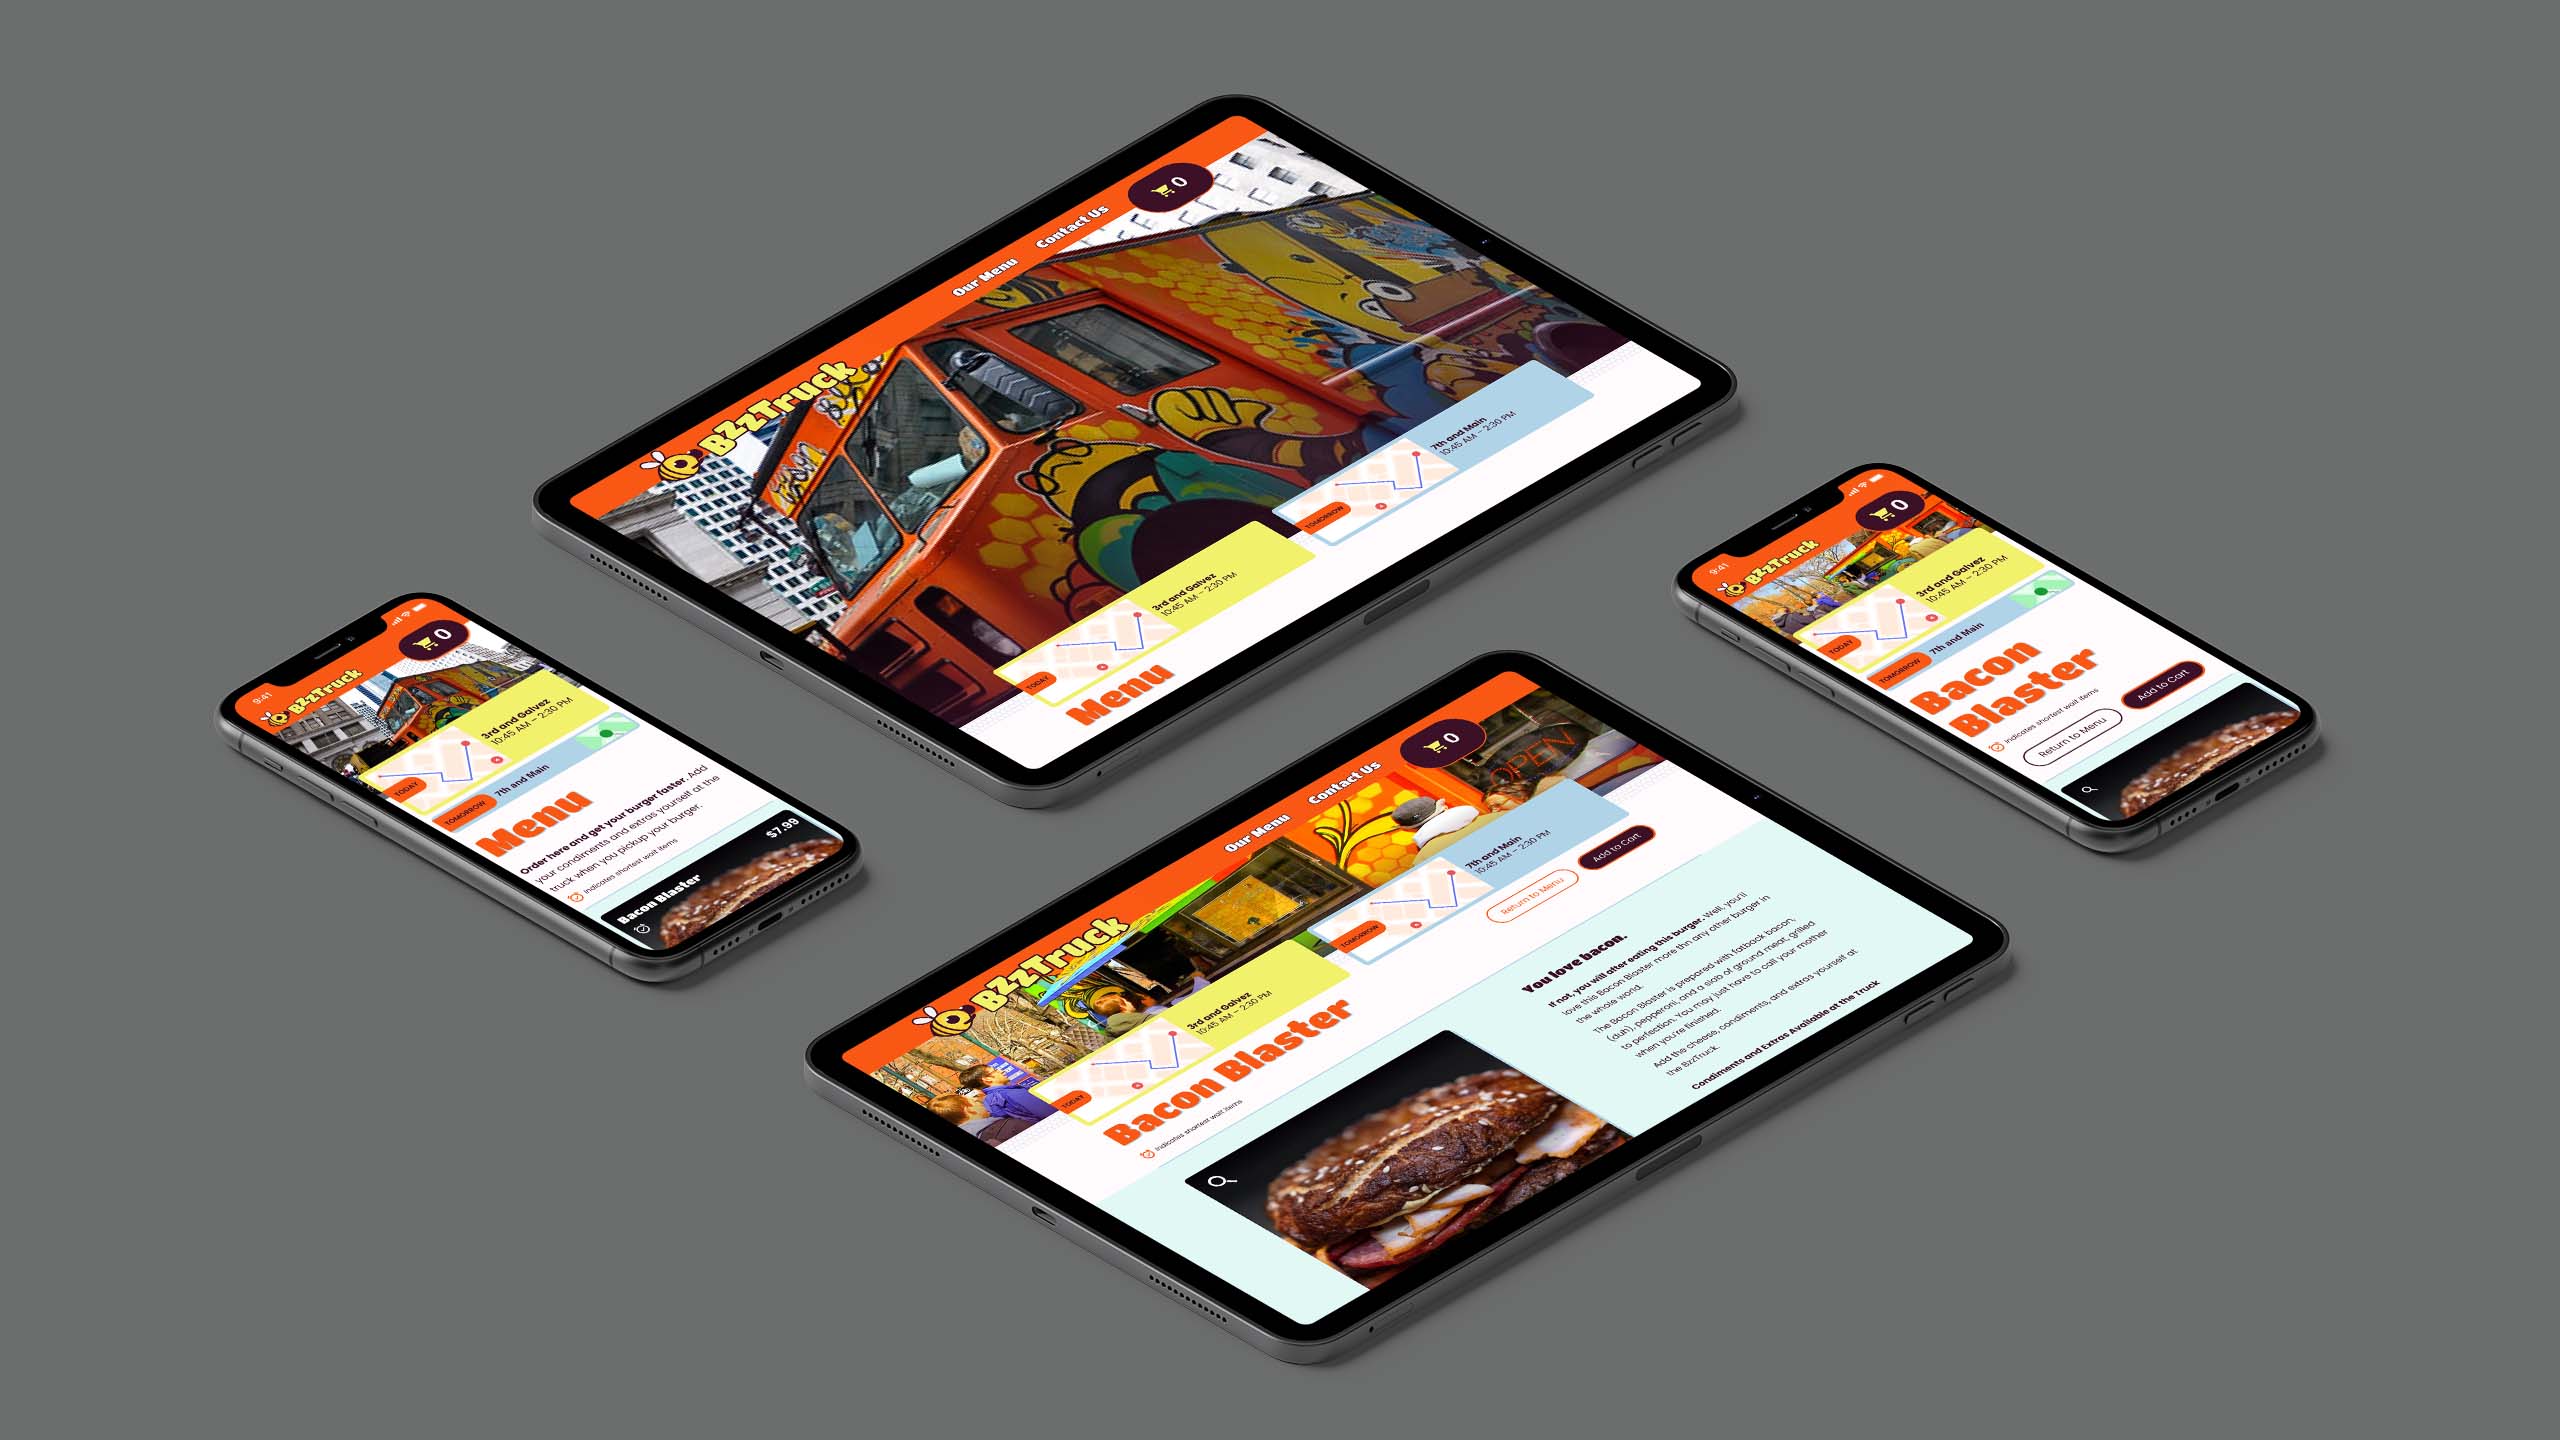 BzzTruck
Our Menu
Contact Us
0
TODAY
3rd and Galvez
10:45 AM – 2:30 PM
TOMORROW
7th and Main
10:45 AM – 2:30 PM
Menu
9:41
BzzTruck
0
TODAY
3rd and Galvez
10:45 AM – 2:30 PM
TOMORROW
7th and Main
Menu
Order here and get your burger faster. Add
your condiments and extras yourself at the
truck when you pickup your burger.
indicates shortest wait items
Bacon Blaster
$7.99
9:41
BzzTruck
0
TODAY
3rd and Galvez
10:45 AM – 2:30 PM
TOMORROW
7th and Main
Bacon
Blaster
indicates shortest wait items
Return to Menu
Add to Cart
BzzTruck
Our Menu
Contact Us
0
OPEN
TODAY
3rd and Galvez
10:45 AM – 2:30 PM
TOMORROW
7th and Main
10:45 AM – 2:30 PM
Bacon Blaster
indicates shortest wait items
Return to Menu
Add to Cart
You love bacon.
If not, you will after eating this burger. Well, you'll
love this Bacon Blaster more thn any other burger in
the whole world.
The Bacon Blaster is prepared with fatback bacon,
(duh), pepperoni, and a slab of ground meat, grilled
to perfection. You may just have to call your mother
when you're finished.
Add the cheese, condiments, and extras yourself at
the BzzTruck.
Condiments and Extras Available at the Truck